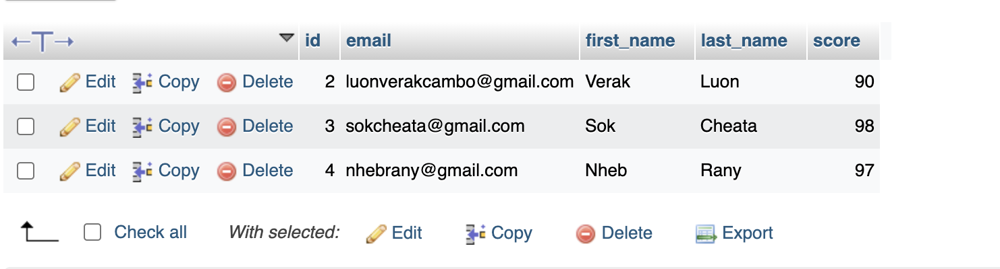 id email first_name last_name score
Edit Copy Delete 2 luonverakcambo@gmail.com Verak Luon 90
Edit Copy Delete 3 sokcheata@gmail.com Sok Cheata 98
Edit Copy Delete 4 nhebrany@gmail.com Nheb Rany 97
Check all With selected: Edit Copy Delete Export